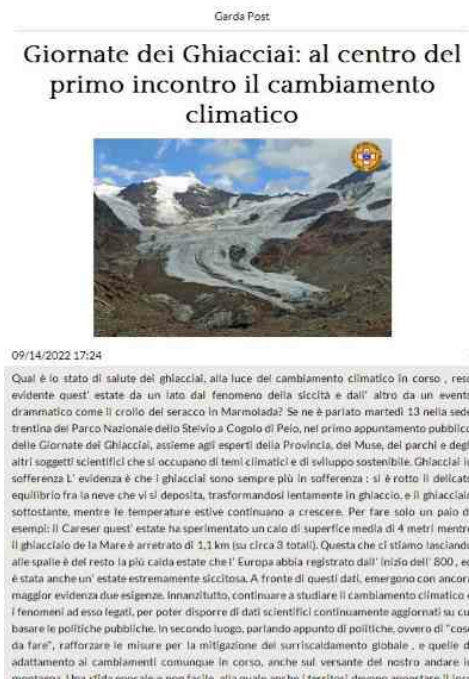 Garda Post
Giornate dei Ghiacciai: al centro del
primo incontro il cambiamento
climatico
09/14/2022 17:24
Qual è lo stato di salute dei ghiacciai, alla luce del cambiamento climatico in corso , reso
evidente quest' estate da un lato dal fenomeno della siccità e dall' altro da un evento
drammatico come il crollo del seracco in Marmolada? Se ne è parlato martedì 13 nella sede
trentina del Parco Nazionale dello Stelvio a Cogolo di Peio, nel primo appuntamento pubblico
delle Giornate dei Ghiacciai, assieme agli esperti della Provincia, del Muse, dei parchi e degli
altri soggetti scientifici che si occupano di temi climatici e di sviluppo sostenibile. Ghiacciai in
sofferenza L' evidenza è che i ghiacciai sono sempre più in sofferenza : si è rotto il delicato
equilibrio fra la neve che vi si deposita, trasformandosi lentamente in ghiaccio, e il ghiacciaio
sottostante, mentre le temperature estive continuano a crescere. Per fare solo un paio di
esempi: il Careser quest' estate ha sperimentato un calo di superfice media di 4 metri mentre
il ghiacciaio de la Mare è arretrato di 1,1 km (su circa 3 totali). Questa che ci stiamo lasciando
alle spalle è del resto la più calda estate che l' Europa abbia registrato dall' inizio dell' 800 , ed
è stata anche un' estate estremamente siccitosa. A fronte di questi dati, emergono con ancora
maggior evidenza due esigenze. Innanzitutto, continuare a studiare il cambiamento climatico e
i fenomeni ad esso legati, per poter disporre di dati scientifici continuamente aggiornati su cui
basare le politiche pubbliche. In secondo luogo, parlando appunto di politiche, ovvero di "cose
da fare", rafforzare le misure per la mitigazione del surriscaldamento globale , e quelle di
adattamento ai cambiamenti comunque in corso, anche sul versante del nostro andare in
montagna. Una sfida epocale e non facile, alla quale anche i territori devono apportare il loro